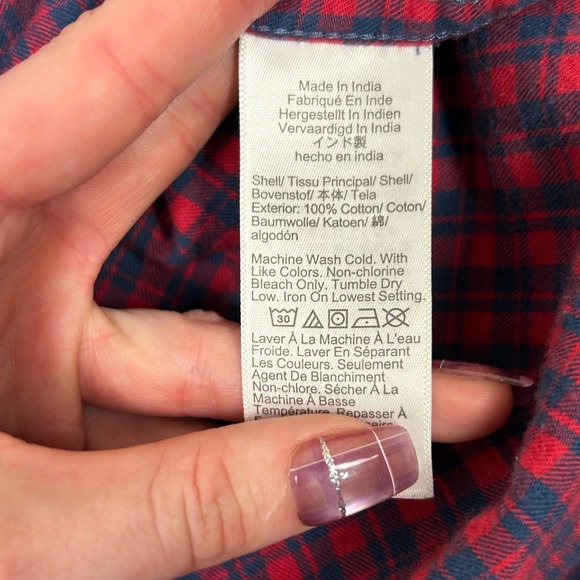 Made In India
Fabriqué En Inde
Hergestellt In Indien
Vervaardigd In India
インド製
hecho en india
Shell/ Tissu Principal/ Shell/
Bovenstof/ 本体/ Tela
Exterior: 100% Cotton/ Coton/
Baumwolle/ Katoen/ 綿/
algodón
Machine Wash Cold. With
Like Colors. Non-chlorine
Bleach Only. Tumble Dry
Low. Iron On Lowest Setting.
30
Laver À La Machine À L'eau
Froide. Laver En Séparant
Les Couleurs. Seulement
Agent De Blanchiment
Non-chlore. Sécher À La
Machine À Basse
Température. Repasser À